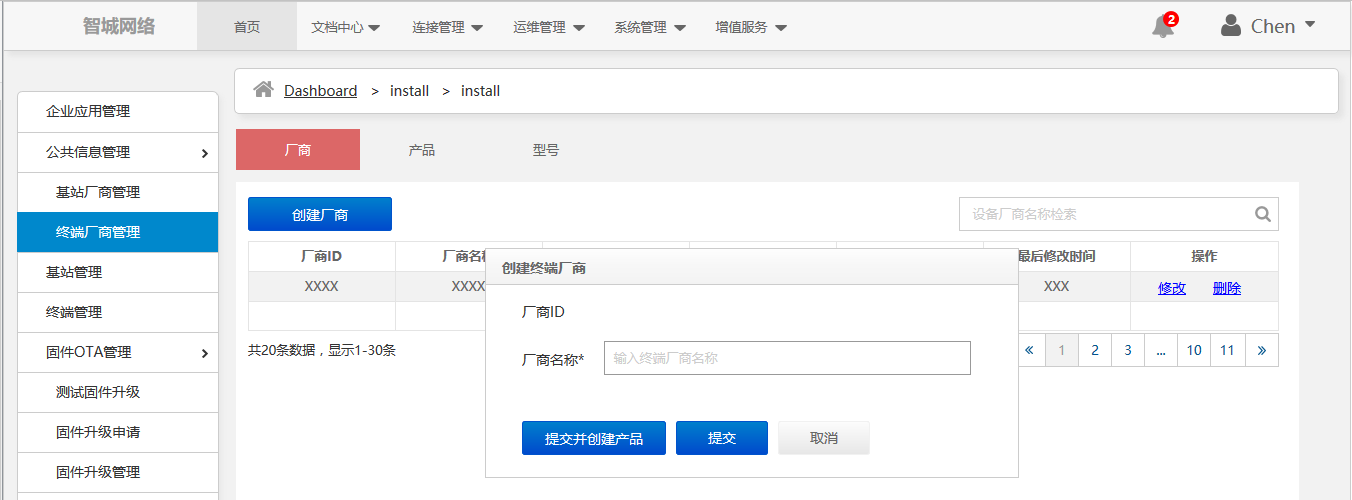 智城网络 首页 文档中心 连接管理 运维管理 系统管理 增值服务 2 Chen
Dashboard > install > install
企业应用管理
公共信息管理
基站厂商管理
终端厂商管理
基站管理
终端管理
固件OTA管理
测试固件升级
固件升级申请
固件升级管理
厂商 产品 型号
创建厂商 设备厂商名称检索
厂商ID 厂商名 最后修改时间 操作
XXXX XXXX XXX 修改 删除
共20条数据，显示1-30条 « 1 2 3 ... 10 11 »
创建终端厂商
厂商ID
厂商名称* 输入终端厂商名称
提交并创建产品 提交 取消